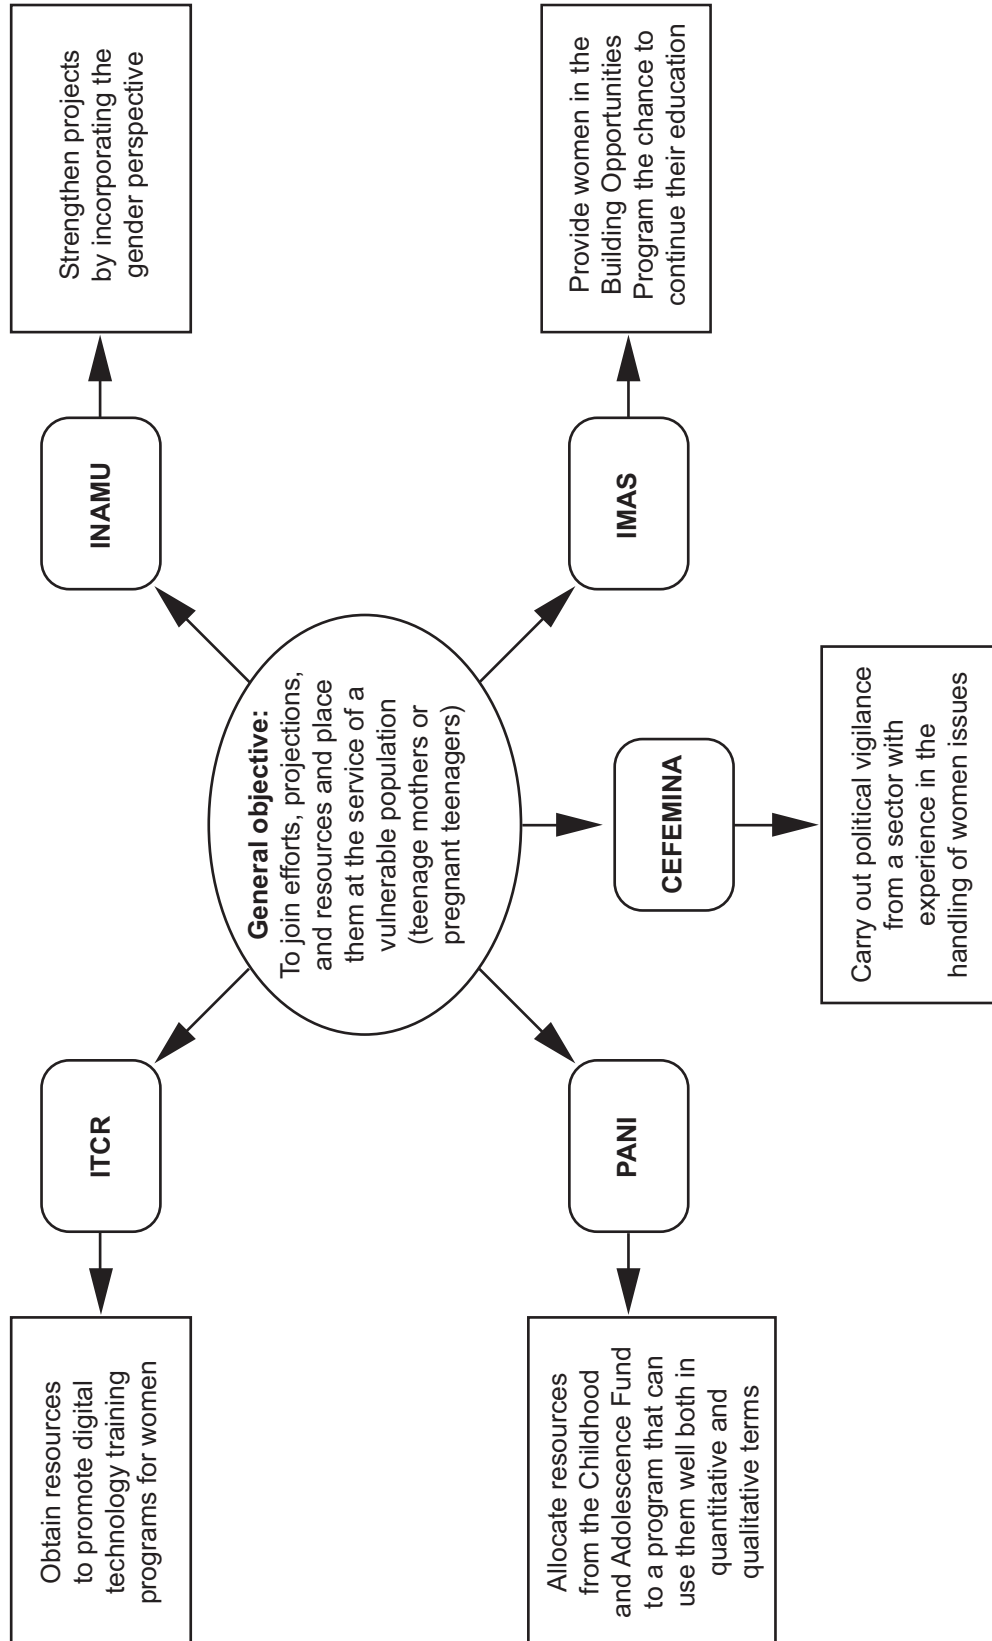 Obtain resources
to promote digital
technology training
programs for women
ITCR
INAMU
Strengthen projects
by incorporating the
gender perspective
General objective:
To join efforts, projections,
and resources and place
them at the service of a
vulnerable population
(teenage mothers or
pregnant teenagers)
Allocate resources
from the Childhood
and Adolescence Fund
to a program that can
use them well both in
quantitative and
qualitative terms
PANI
CEFEMINA
IMAS
Provide women in the
Building Opportunities
Program the chance to
continue their education
Carry out political vigilance
from a sector with
experience in the
handling of women issues